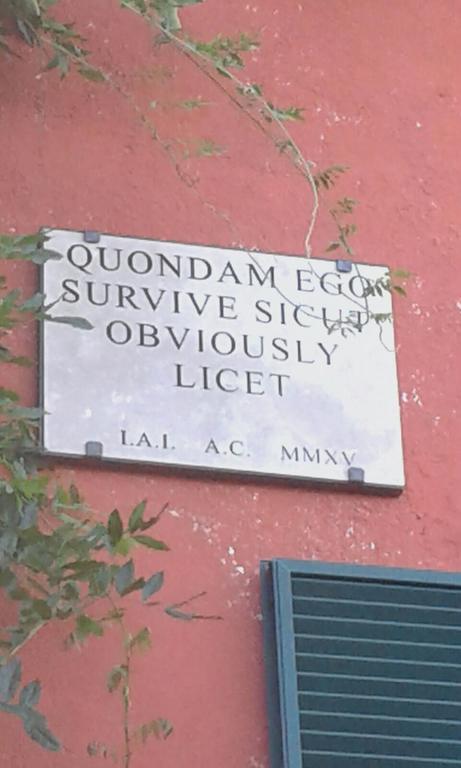 QUONDAM EGO
SURVIVE SICUT
OBVIOUSLY
LICET
I.A.I. A.C. MMXV